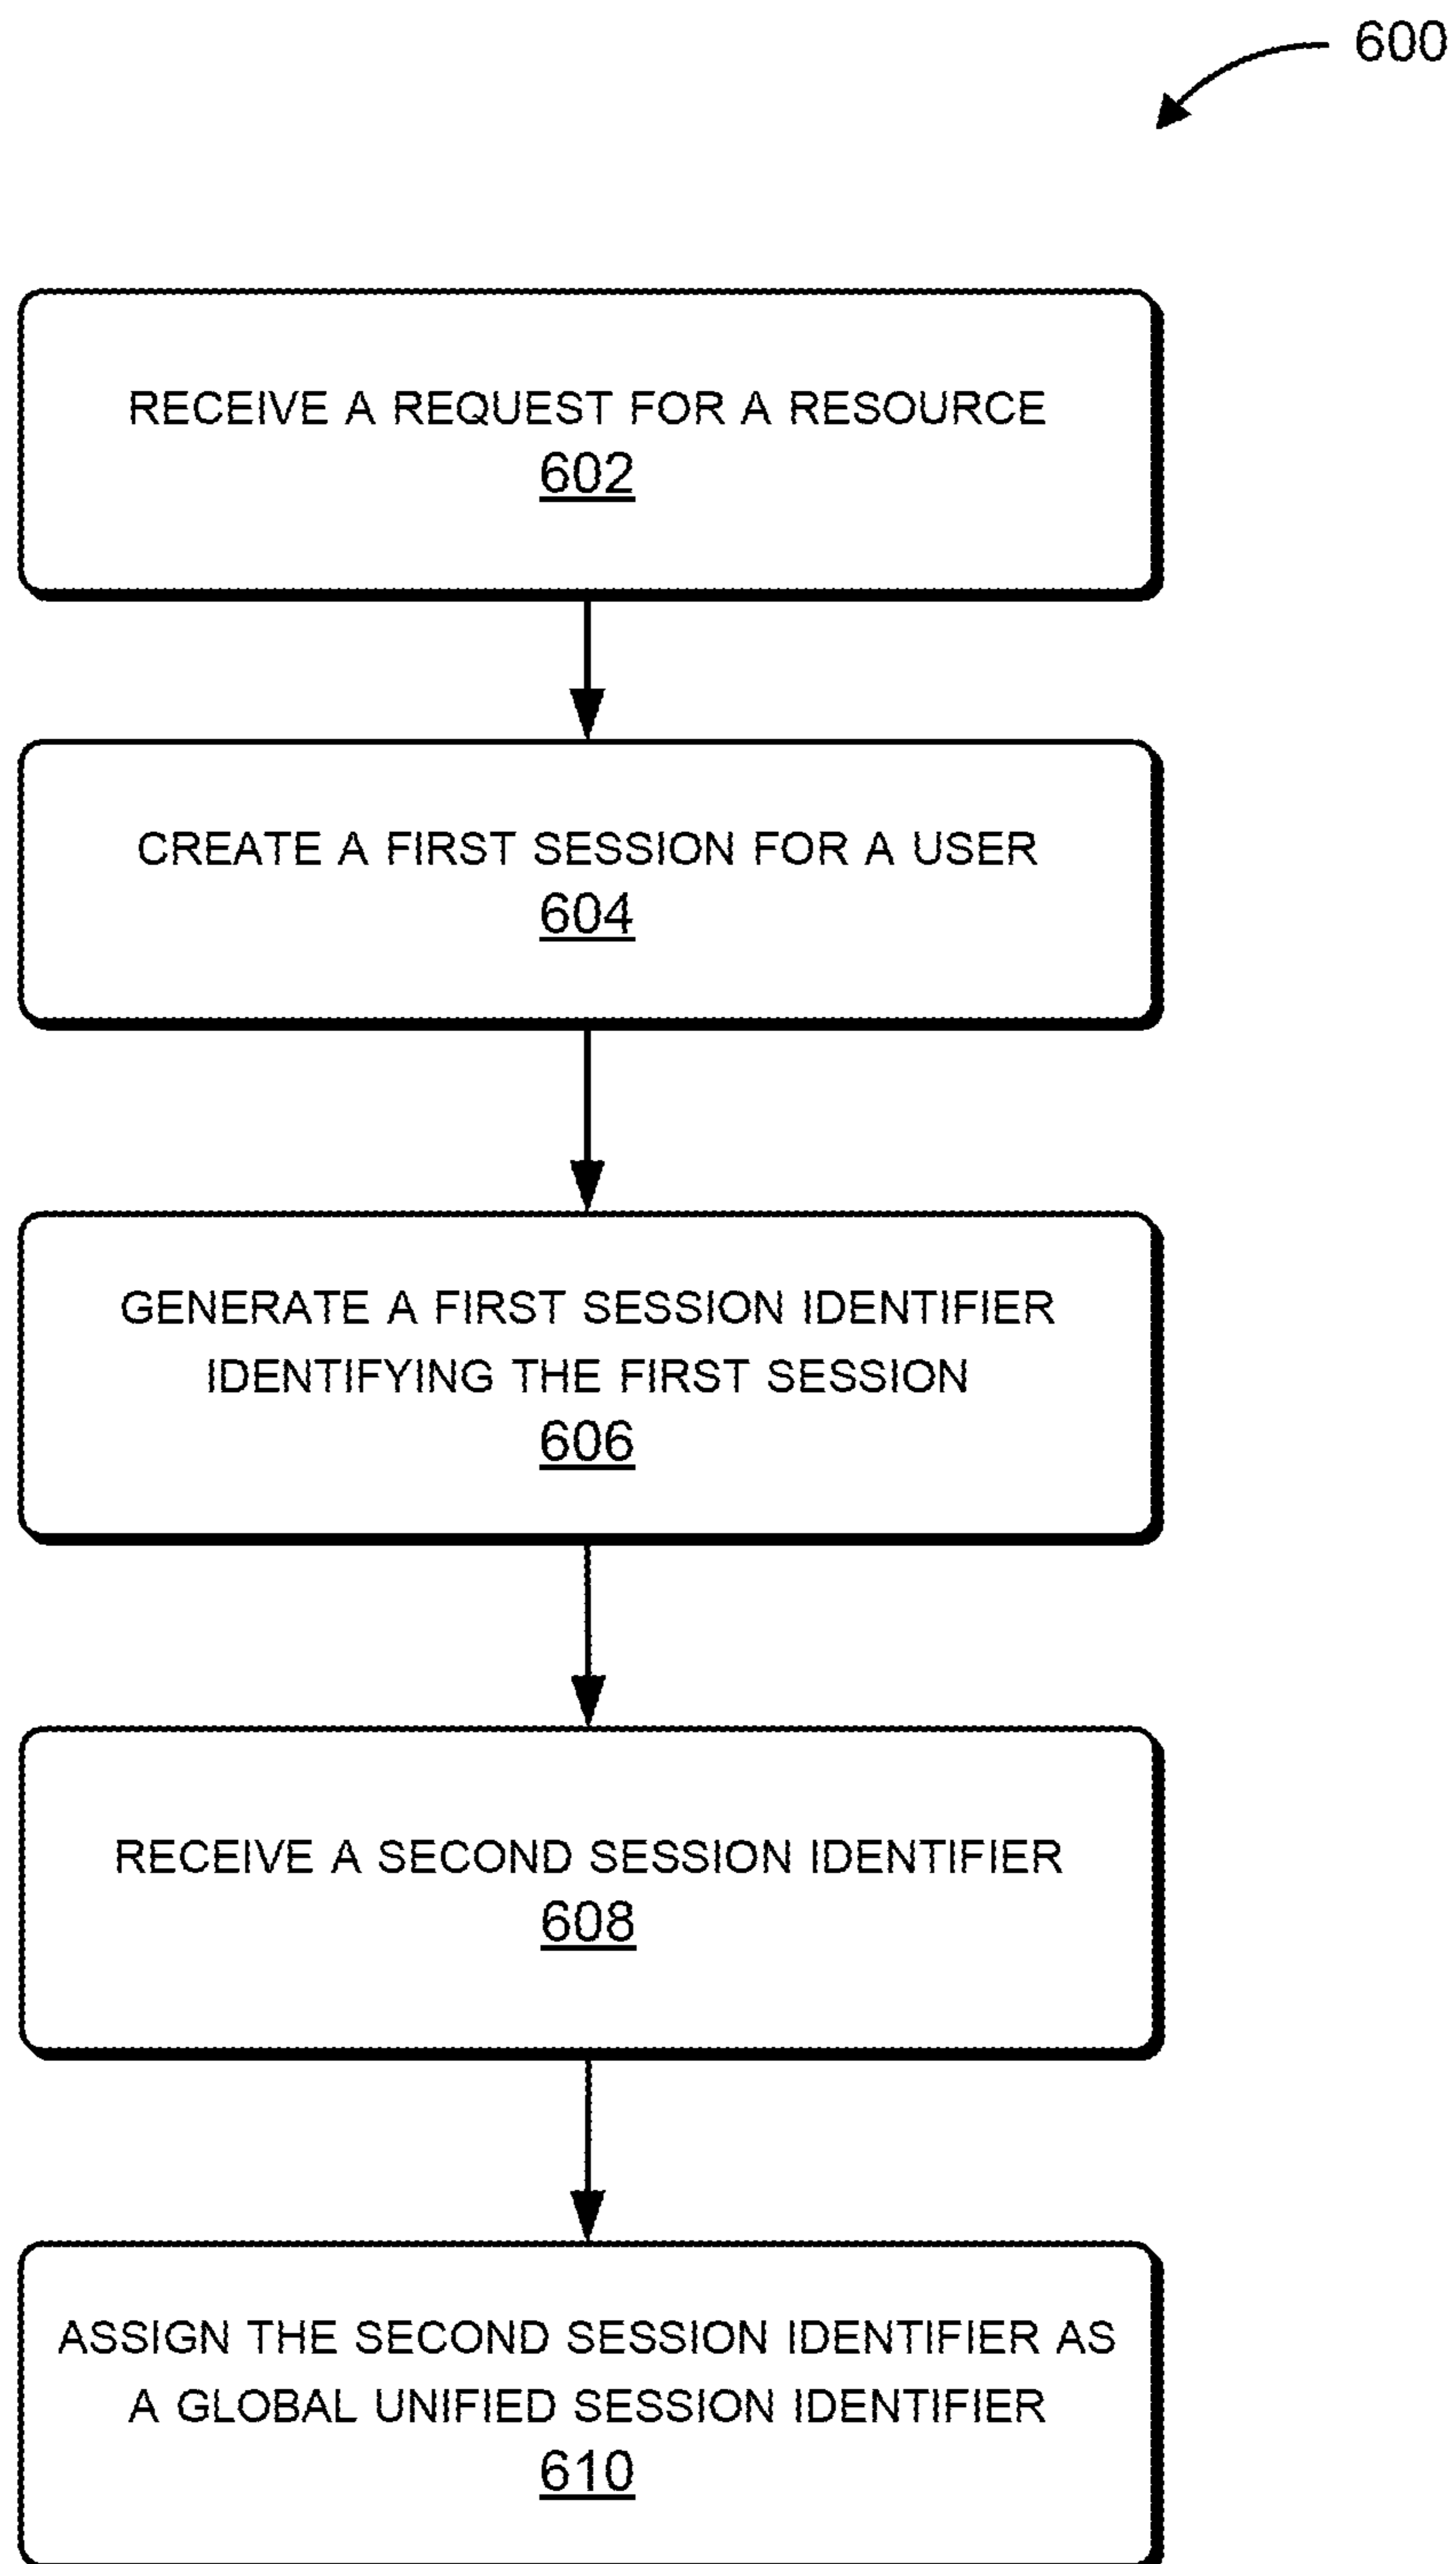 600
RECEIVE A REQUEST FOR A RESOURCE
602
CREATE A FIRST SESSION FOR A USER
604
GENERATE A FIRST SESSION IDENTIFIER
IDENTIFYING THE FIRST SESSION
606
RECEIVE A SECOND SESSION IDENTIFIER
608
ASSIGN THE SECOND SESSION IDENTIFIER AS
A GLOBAL UNIFIED SESSION IDENTIFIER
610